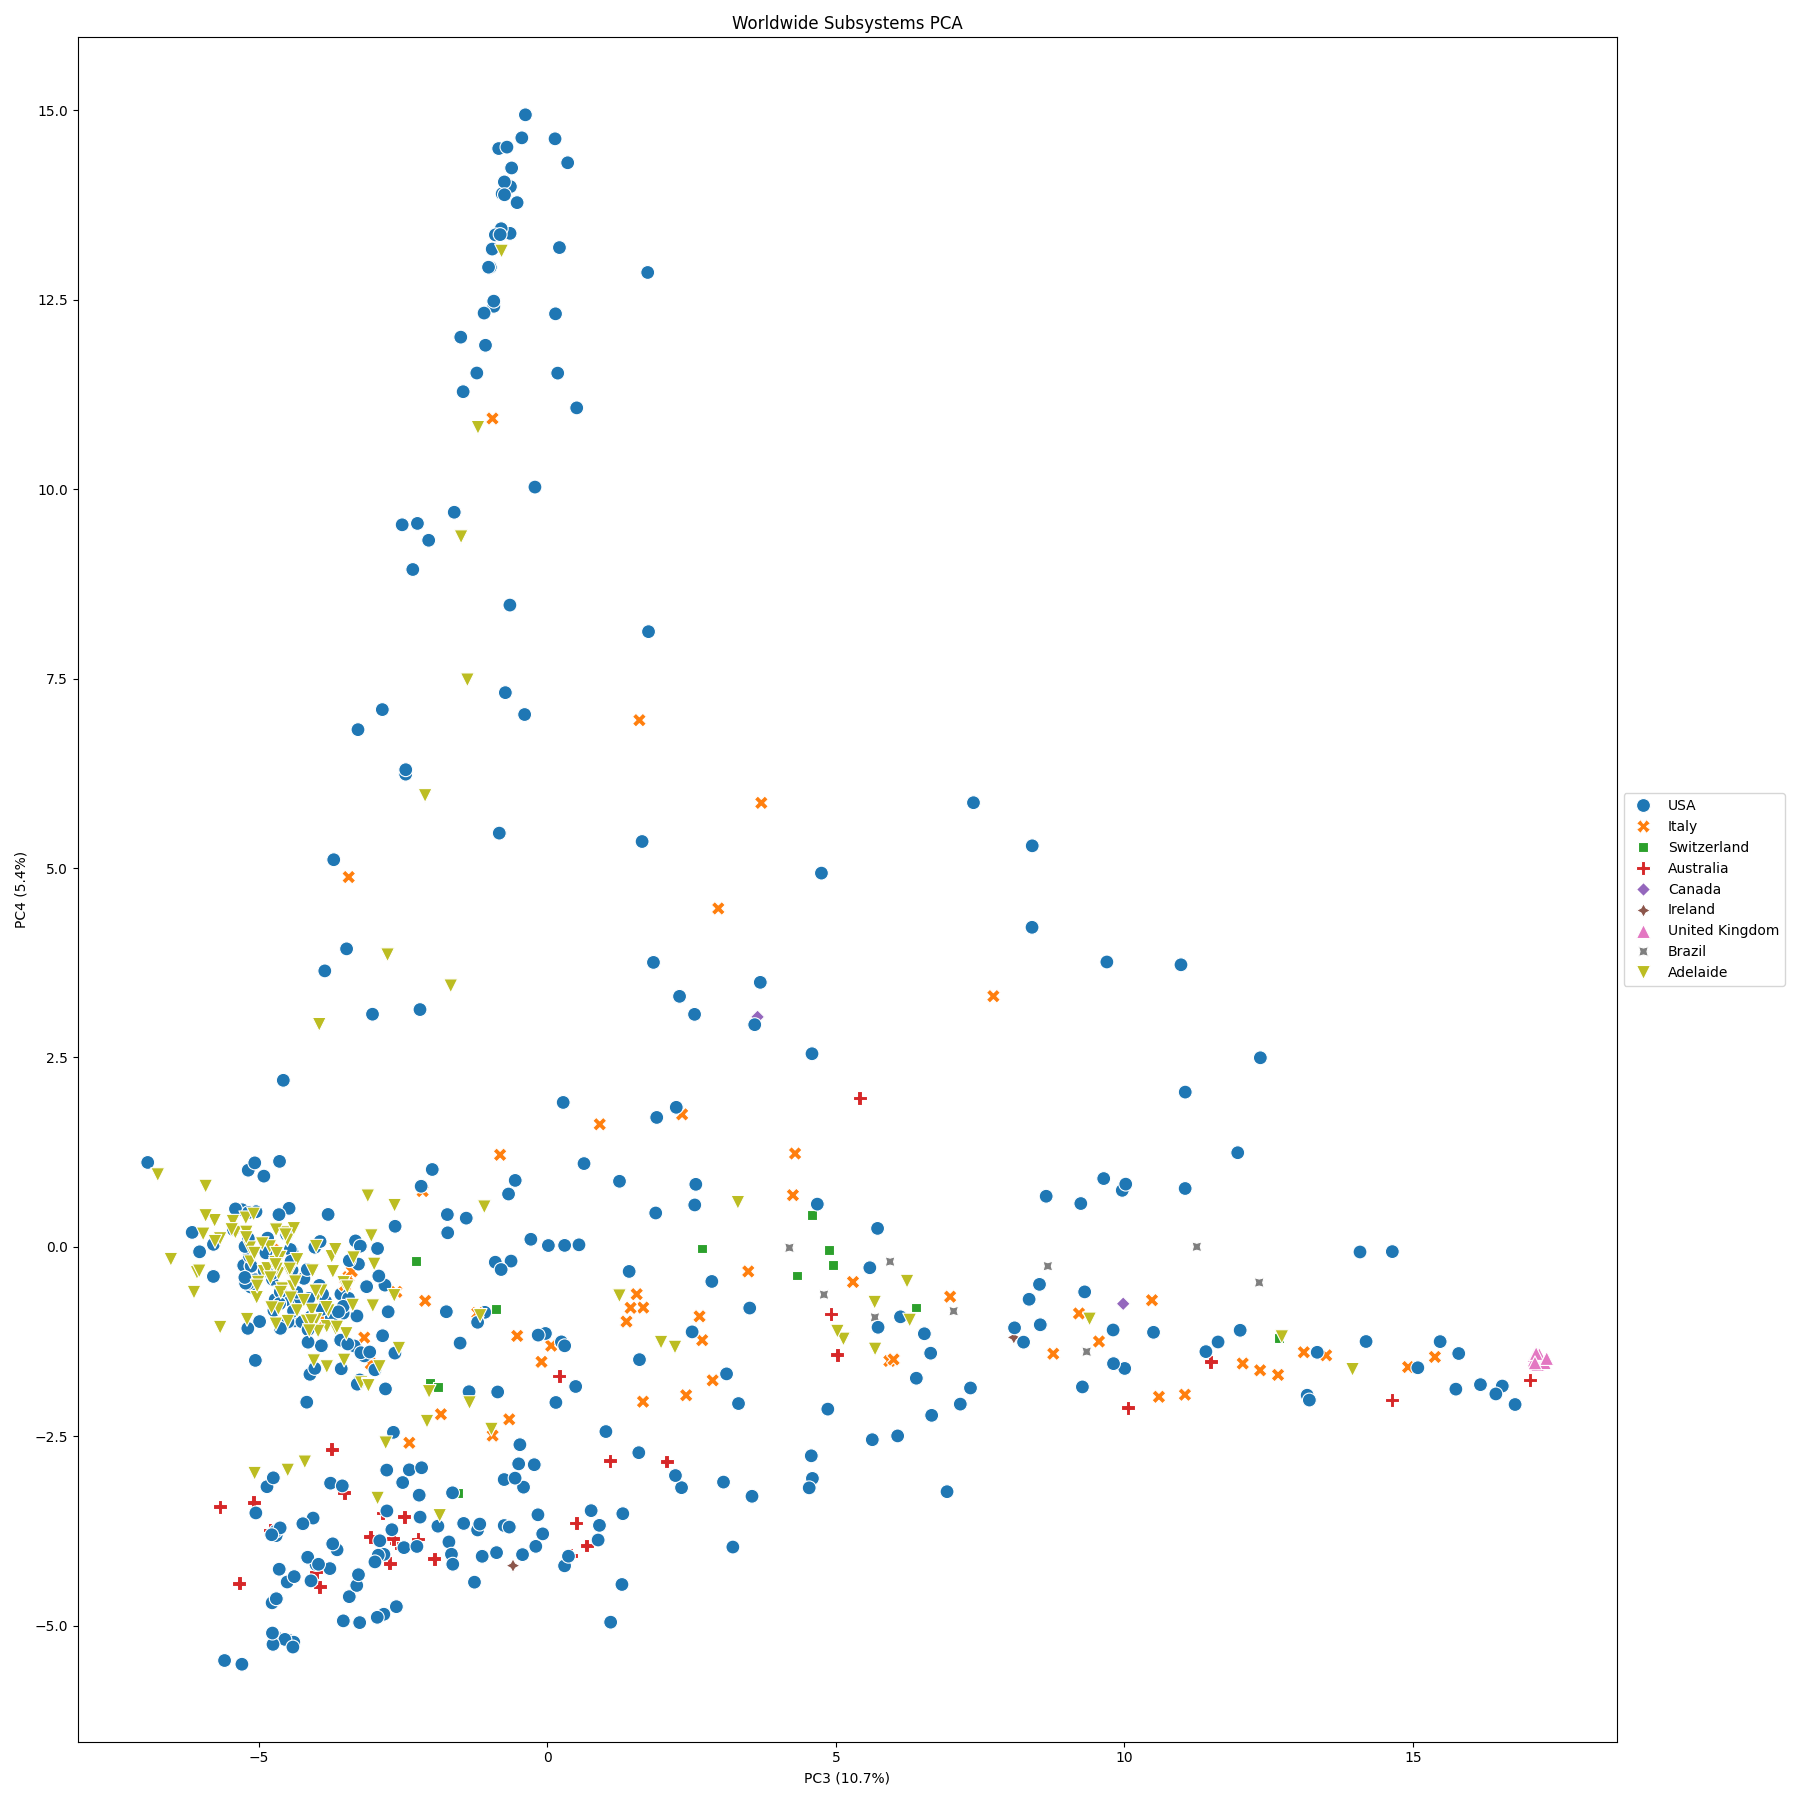 Worldwide Subsystems PCA
15.0
12.5
10.0
7.5
5.0
2.5
0.0
−2.5
−5.0
PC4 (5.4%)
−5
0
5
10
15
PC3 (10.7%)
USA
Italy
Switzerland
Australia
Canada
Ireland
United Kingdom
Brazil
Adelaide